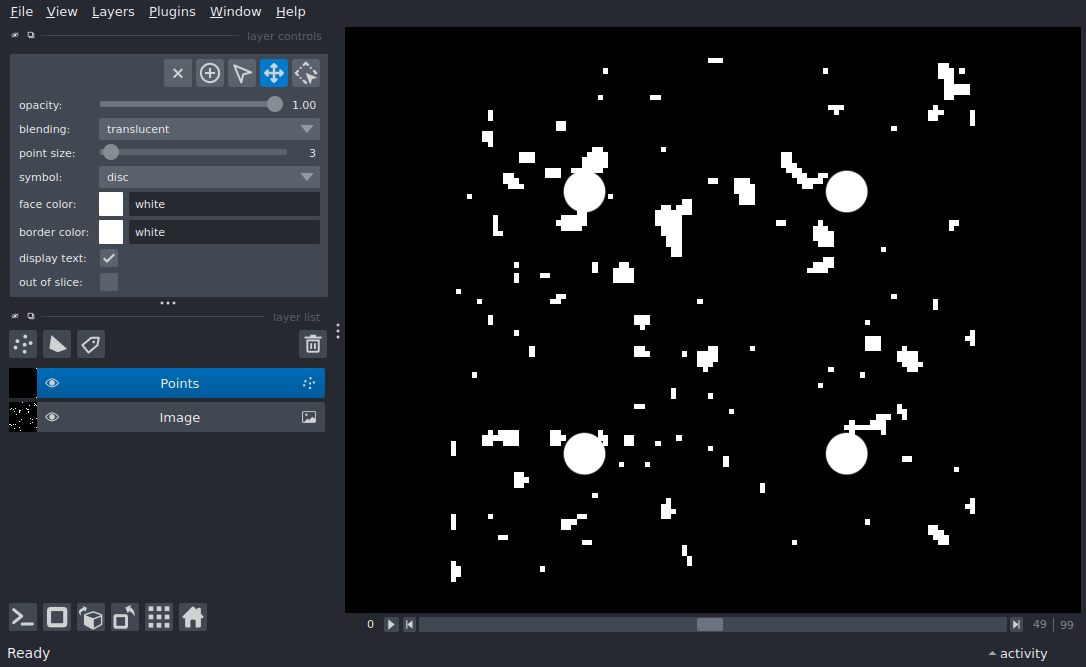 File View Layers Plugins Window Help
layer controls
opacity: 1.00
blending: translucent
point size: 3
symbol: disc
face color: white
border color: white
display text:
out of slice:
layer list
Points
Image
0 49 99
Ready activity